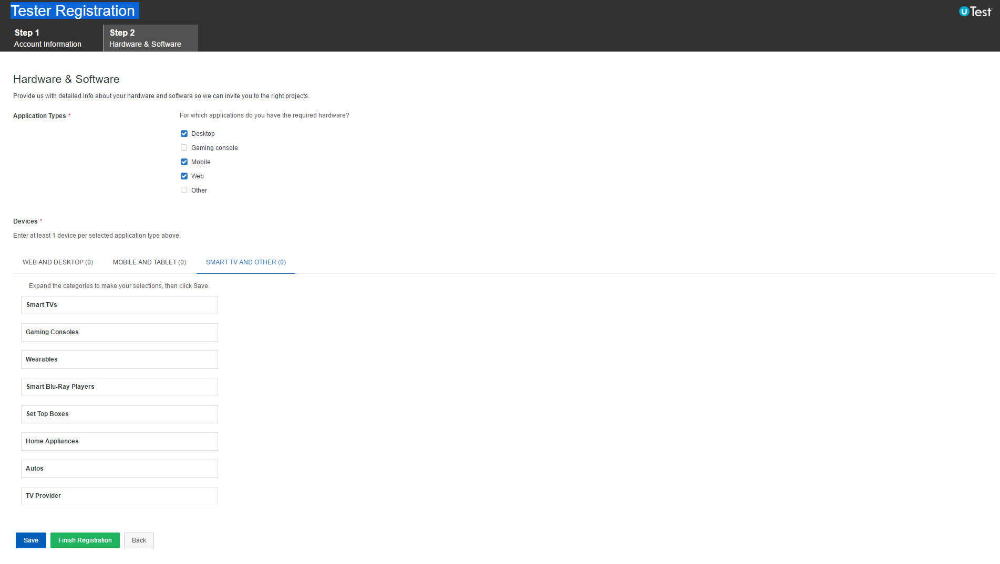 Tester Registration
uTest
Step 1
Account Information
Step 2
Hardware & Software
Hardware & Software
Provide us with detailed info about your hardware and software so we can invite you to the right projects.
Application Types *
For which applications do you have the required hardware?
Desktop
Gaming console
Mobile
Web
Other
Devices *
Enter at least 1 device per selected application type above.
WEB AND DESKTOP (0)
MOBILE AND TABLET (0)
SMART TV AND OTHER (0)
Expand the categories to make your selections, then click Save.
Smart TVs
Gaming Consoles
Wearables
Smart Blu-Ray Players
Set Top Boxes
Home Appliances
Autos
TV Provider
Save
Finish Registration
Back